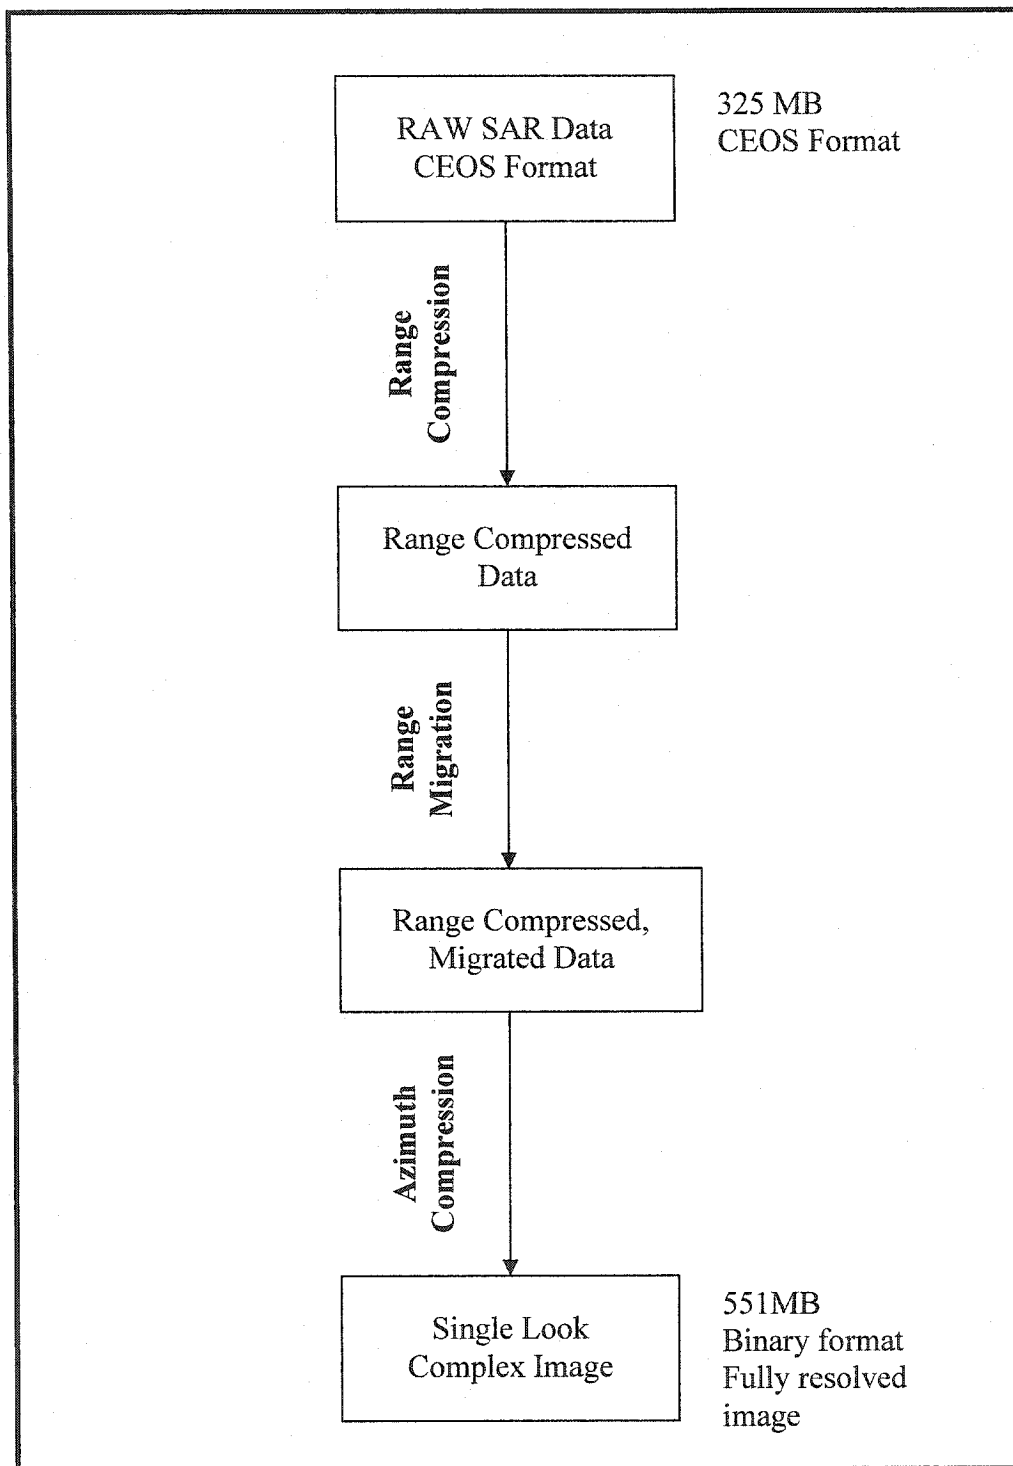 RAW SAR Data
CEOS Format
325 MB
CEOS Format
Range
Compression
Range Compressed
Data
Range
Migration
Range Compressed,
Migrated Data
Azimuth
Compression
Single Look
Complex Image
551MB
Binary format
Fully resolved
image